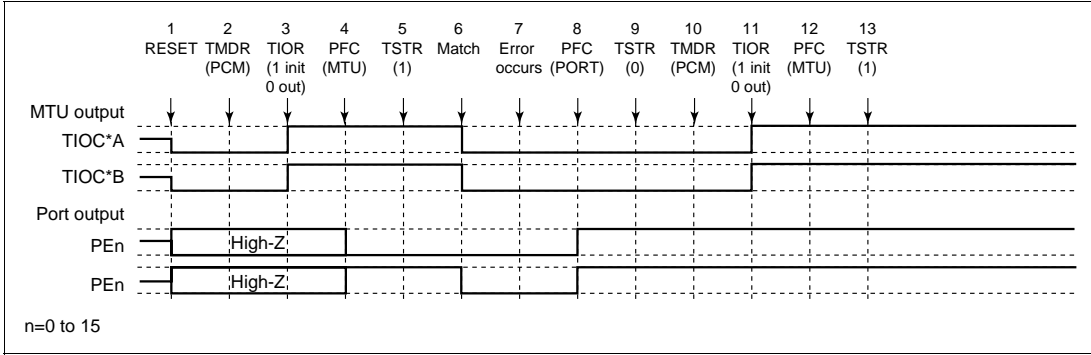 1 2 3 4 5 6 7 8 9 10 11 12 13
RESET TMDR TIOR PFC TSTR Match Error PFC TSTR TMDR TIOR PFC TSTR
(PCM) (1 init (MTU) (1) occurs (PORT) (0) (PCM) (1 init (MTU) (1)
0 out) 0 out)
MTU output
TIOC*A
TIOC*B
Port output
PEn High-Z
PEn High-Z
n=0 to 15